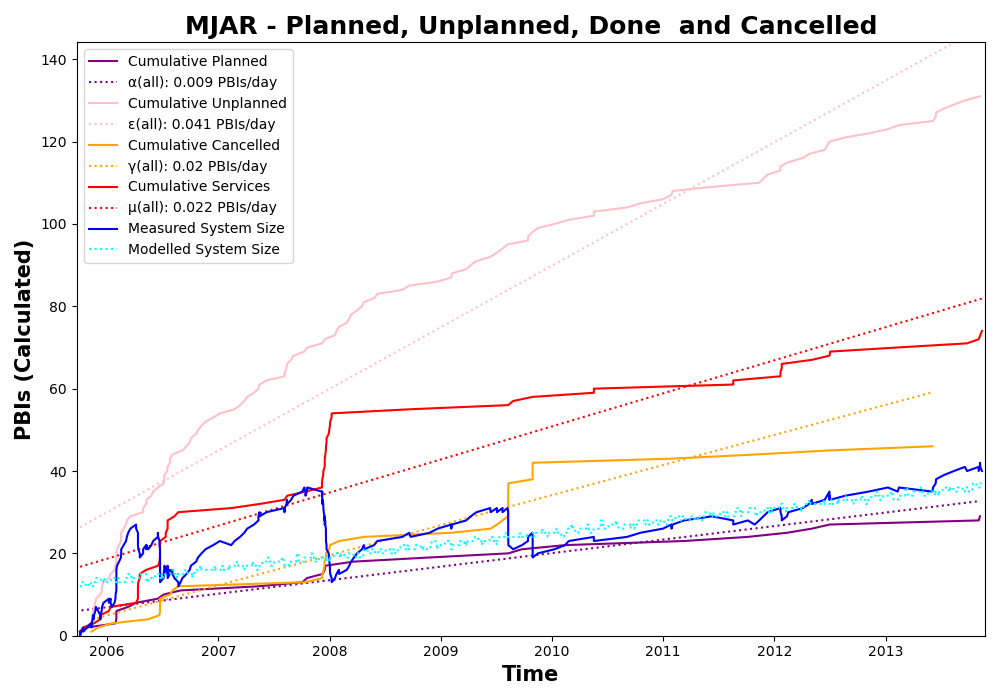 MJAR - Planned, Unplanned, Done  and Cancelled
PBIs (Calculated)
140
120
100
80
60
40
20
0
Cumulative Planned
α(all): 0.009 PBIs/day
Cumulative Unplanned
ε(all): 0.041 PBIs/day
Cumulative Cancelled
γ(all): 0.02 PBIs/day
Cumulative Services
μ(all): 0.022 PBIs/day
Measured System Size
Modelled System Size
2006 2007 2008 2009 2010 2011 2012 2013
Time